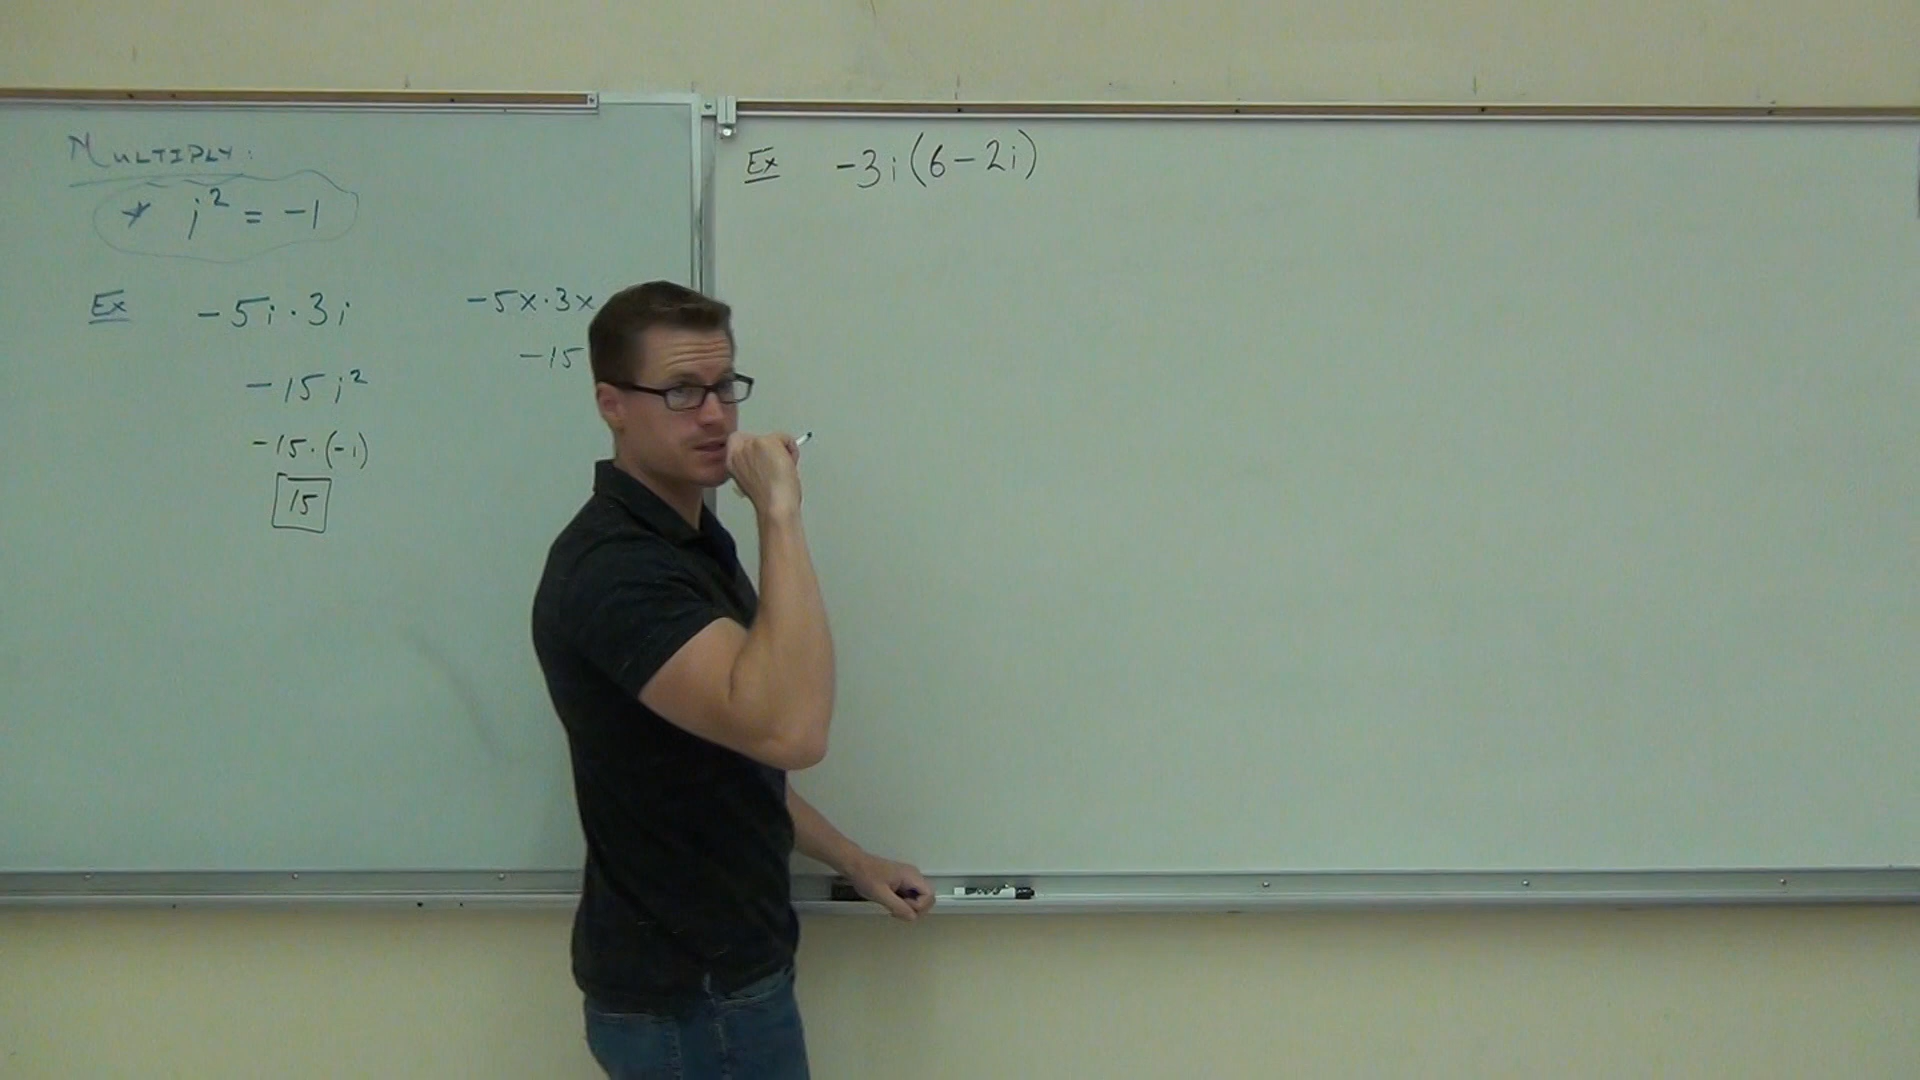 MULTIPLY:
* i² = -1
Ex -5i·3i -5x·3x
-15i² -15
-15·(-1)
15
Ex -3i(6-2i)